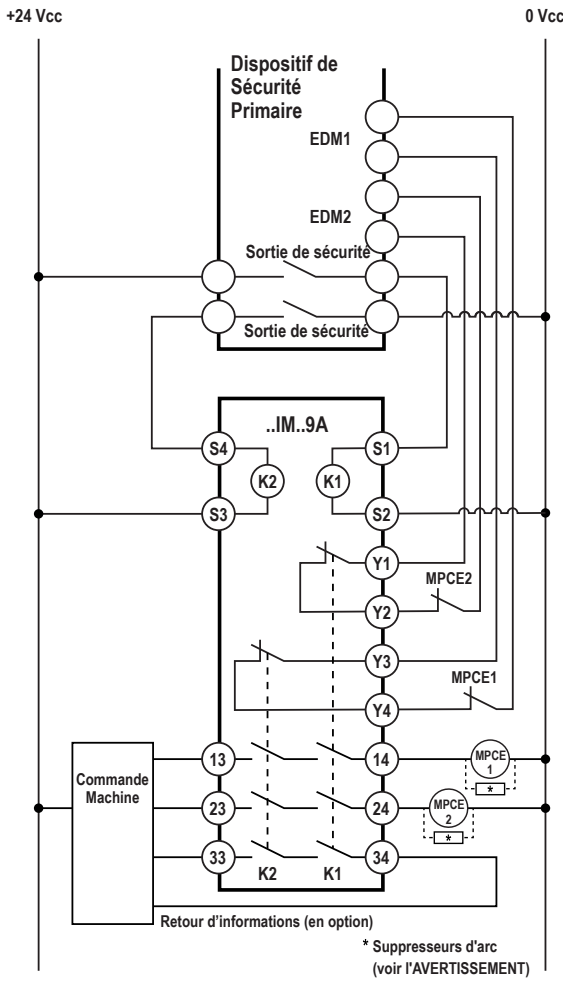 +24 Vcc
0 Vcc
Dispositif de
Sécurité
Primaire
EDM1
EDM2
Sortie de sécurité
Sortie de sécurité
..IM..9A
S4
S1
K2
K1
S3
S2
Y1
MPCE2
Y2
Y3
MPCE1
Y4
13
14
MPCE
1
*
Commande
Machine
23
24
MPCE
2
*
33
34
K2
K1
Retour d'informations (en option)
* Suppresseurs d'arc
(voir l'AVERTISSEMENT)